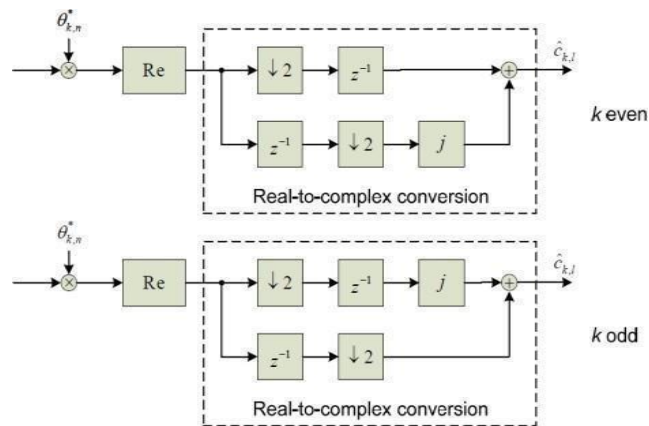 θ*k,n
Re ↓2 z⁻¹ + ĉk,l
×
k even
z⁻¹ ↓2 j
Real-to-complex conversion
θ*k,n
Re ↓2 z⁻¹ j + ĉk,l
×
k odd
z⁻¹ ↓2
Real-to-complex conversion